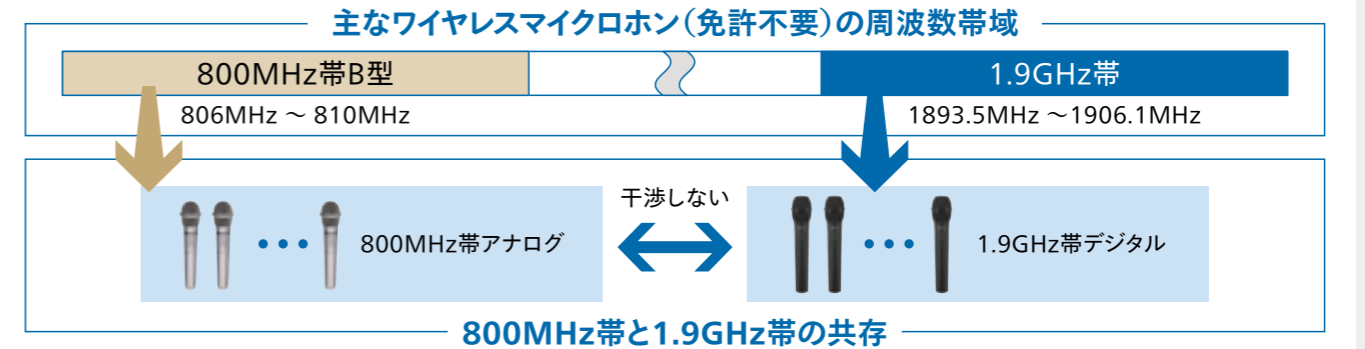 主なワイヤレスマイクロホン(免許不要)の周波数帯域
800MHz帯B型
1.9GHz帯
806MHz ～ 810MHz
1893.5MHz ～1906.1MHz
干渉しない
800MHz帯アナログ
1.9GHz帯デジタル
800MHz帯と1.9GHz帯の共存